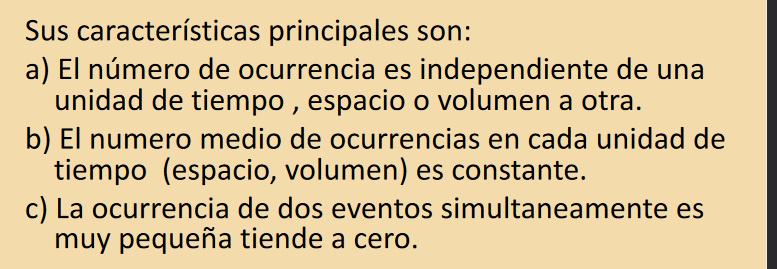 Sus características principales son:
a) El número de ocurrencia es independiente de una
unidad de tiempo , espacio o volumen a otra.
b) El numero medio de ocurrencias en cada unidad de
tiempo  (espacio, volumen) es constante.
c) La ocurrencia de dos eventos simultaneamente es
muy pequeña tiende a cero.